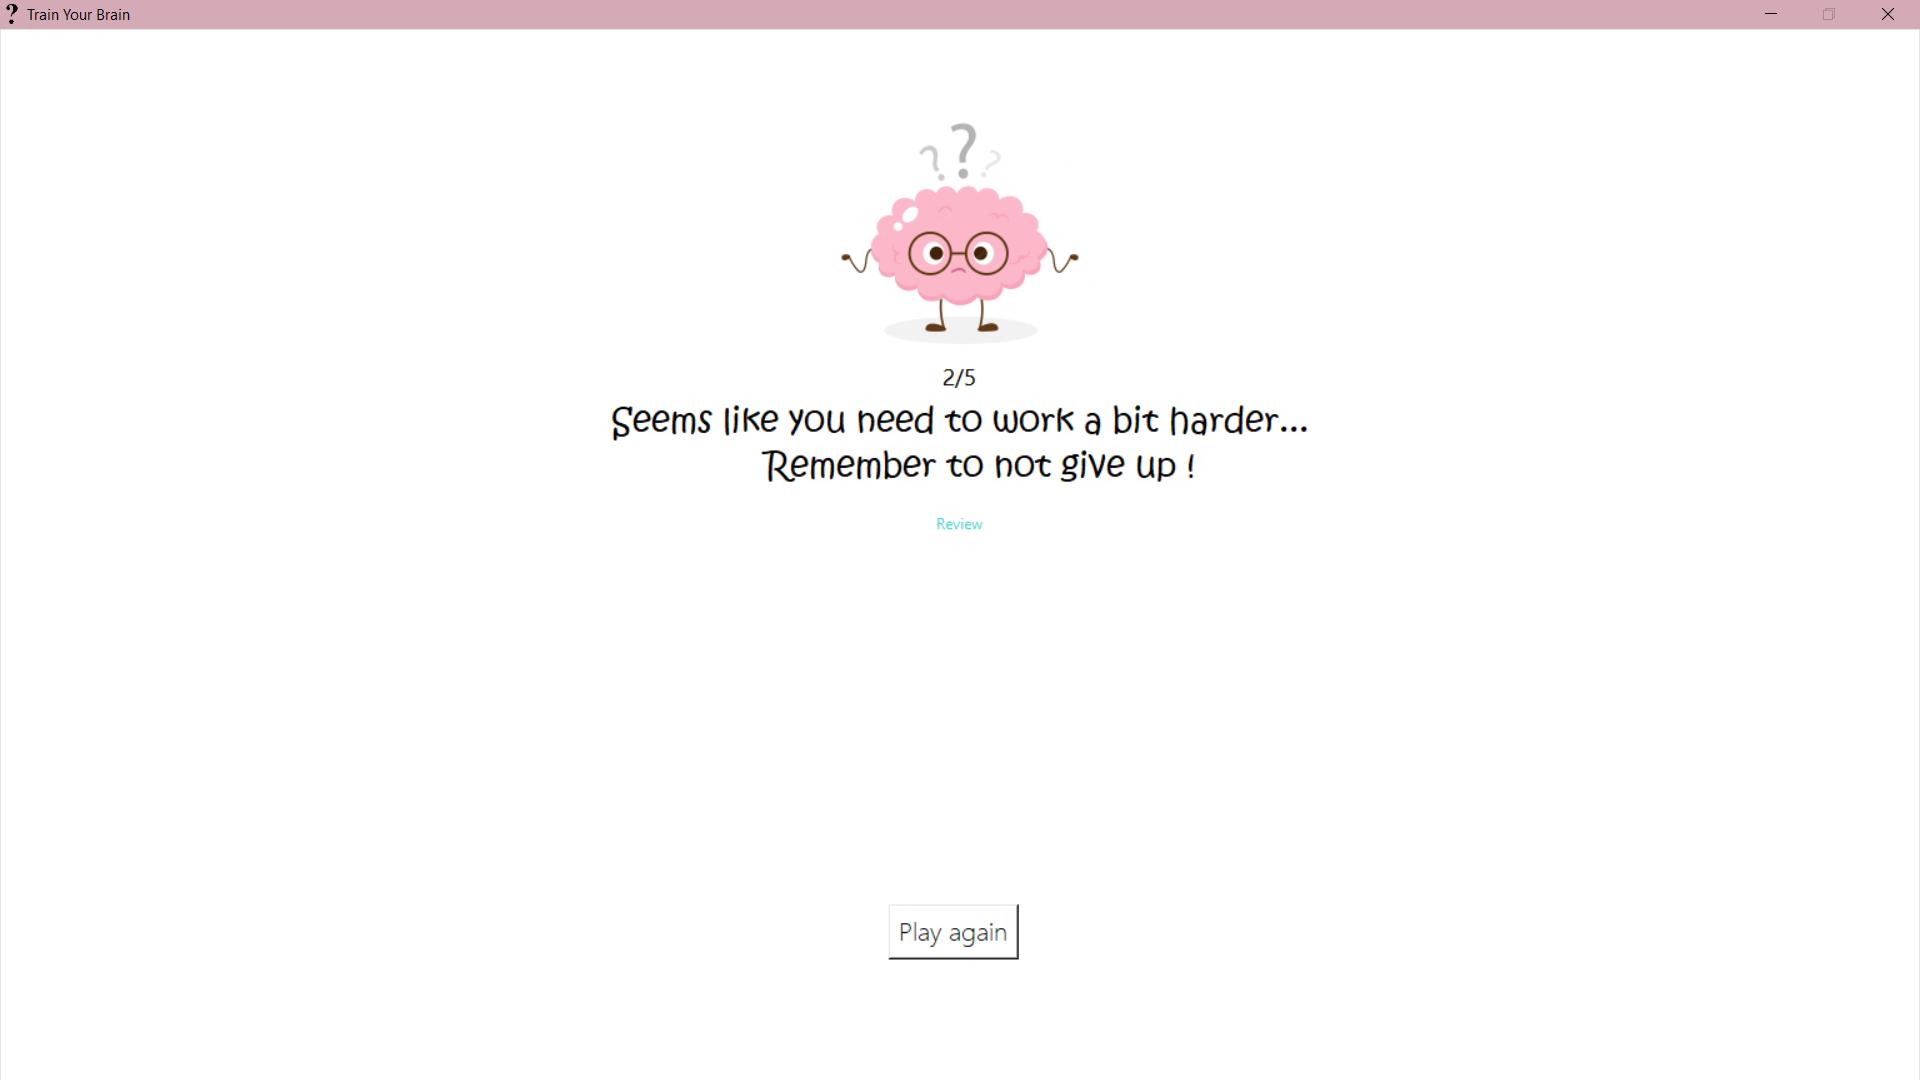 Train Your Brain
? ? ?
2/5
Seems like you need to work a bit harder...
Remember to not give up !
Review
Play again